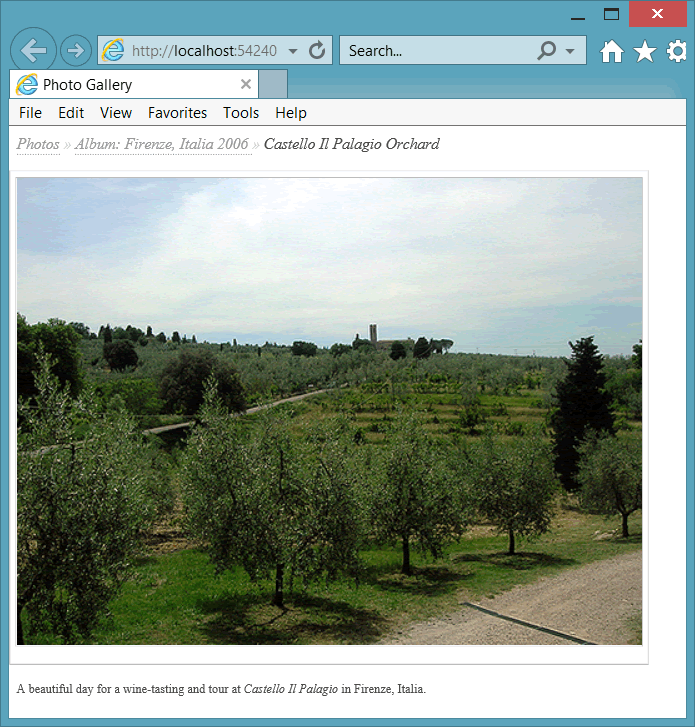 http://localhost:54240
Search...
Photo Gallery
File Edit View Favorites Tools Help
Photos » Album: Firenze, Italia 2006 » Castello Il Palagio Orchard
A beautiful day for a wine-tasting and tour at Castello Il Palagio in Firenze, Italia.